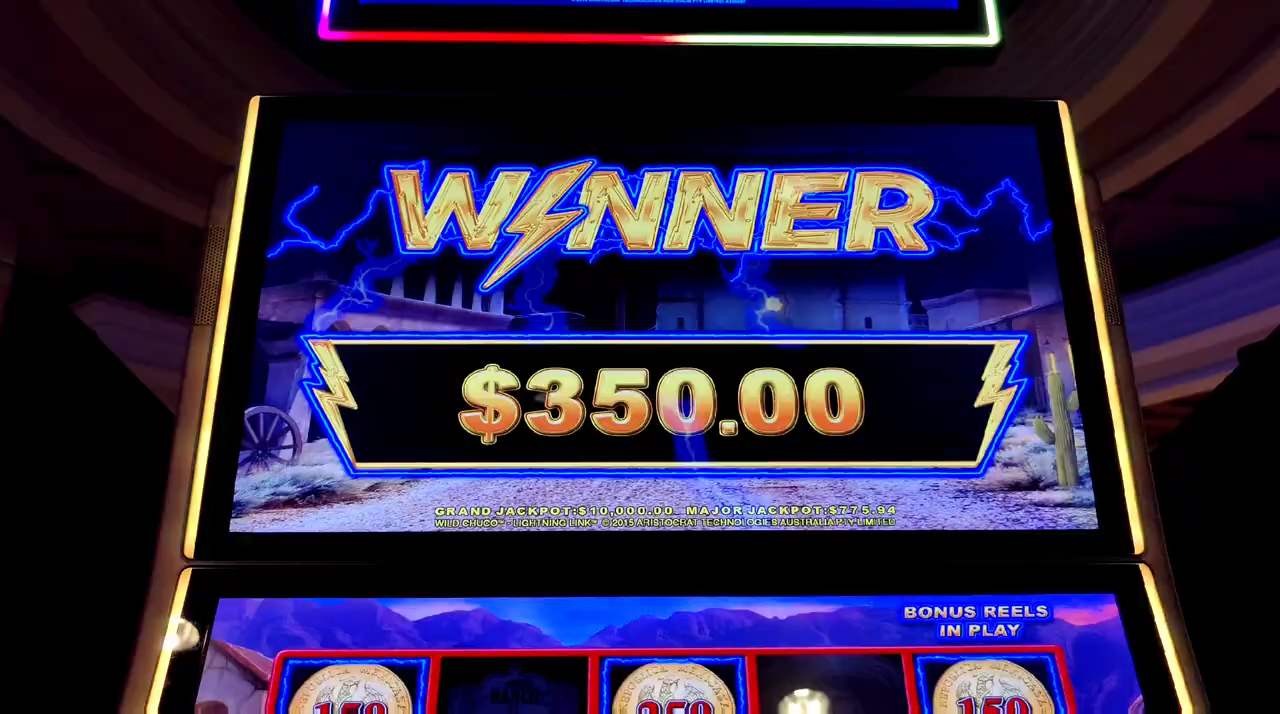 WINNER
$350.00
GRAND JACKPOT:$10,000.00 MAJOR JACKPOT:$775.94
WILD CHUCO™ - LIGHTNING LINK™ © 2015 ARISTOCRAT TECHNOLOGIES AUSTRALIA PTY LIMITED
BONUS REELS
IN PLAY
150 350 150